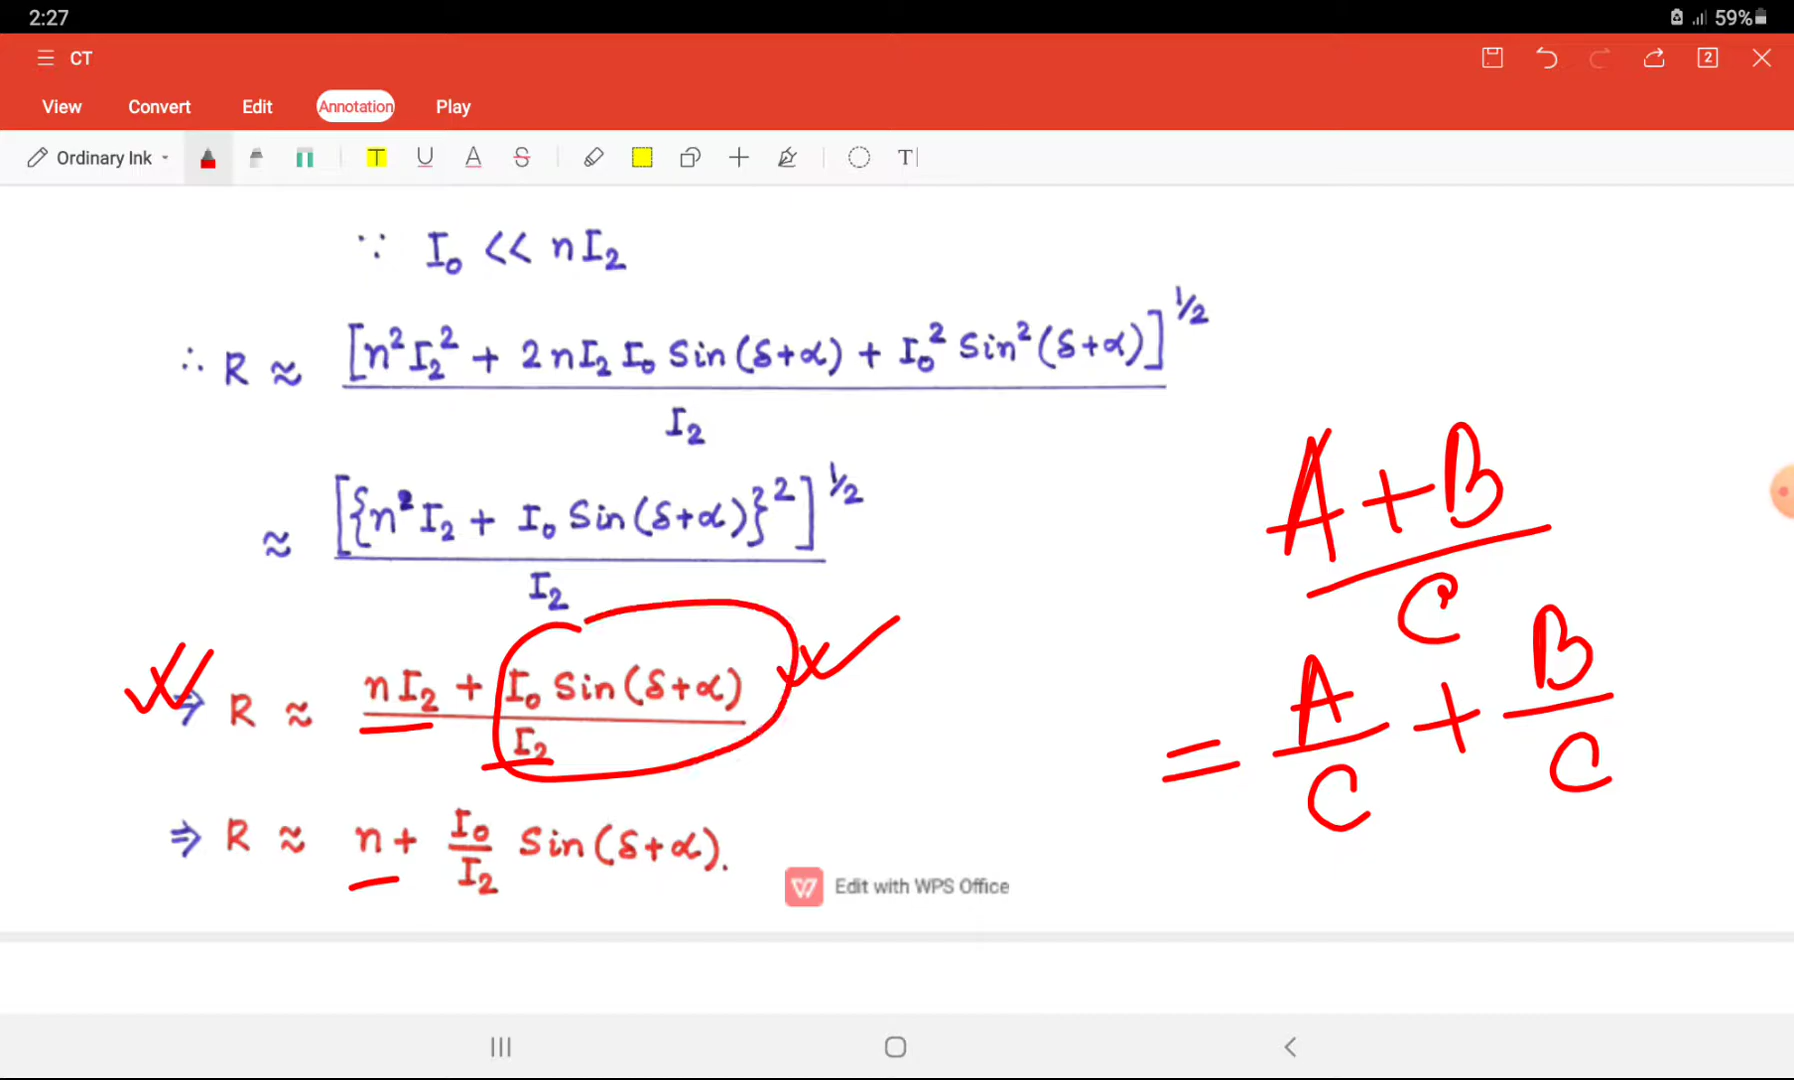 2:27 59%
CT 2
View Convert Edit Annotation Play
Ordinary Ink T U A S T
∵ I₀ << nI₂
∴ R ≈ [n²I₂² + 2nI₂I₀ Sin(δ+α) + I₀² Sin²(δ+α)]^½ / I₂
≈ [{n²I₂ + I₀ Sin(δ+α)}²]^½ / I₂
⇒ R ≈ nI₂ + I₀ Sin(δ+α) / I₂
⇒ R ≈ n + I₀/I₂ Sin(δ+α).
A+B / C
= A/C + B/C
Edit with WPS Office